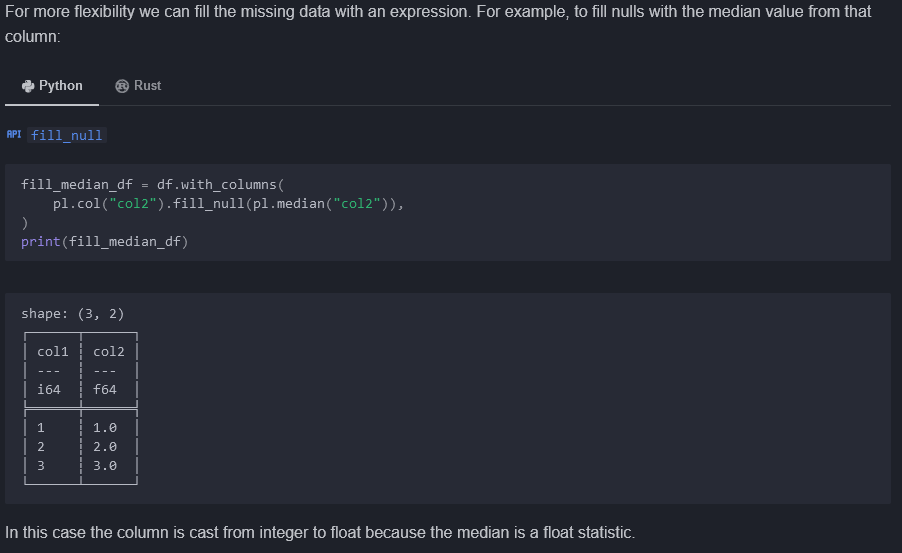 For more flexibility we can fill the missing data with an expression. For example, to fill nulls with the median value from that
column:
Python Rust
API fill_null
fill_median_df = df.with_columns(
    pl.col("col2").fill_null(pl.median("col2")),
)
print(fill_median_df)
shape: (3, 2)
┌──────┬──────┐
│ col1 ┆ col2 │
│ ---  ┆ ---  │
│ i64  ┆ f64  │
╞══════╪══════╡
│ 1    ┆ 1.0  │
│ 2    ┆ 2.0  │
│ 3    ┆ 3.0  │
└──────┴──────┘
In this case the column is cast from integer to float because the median is a float statistic.